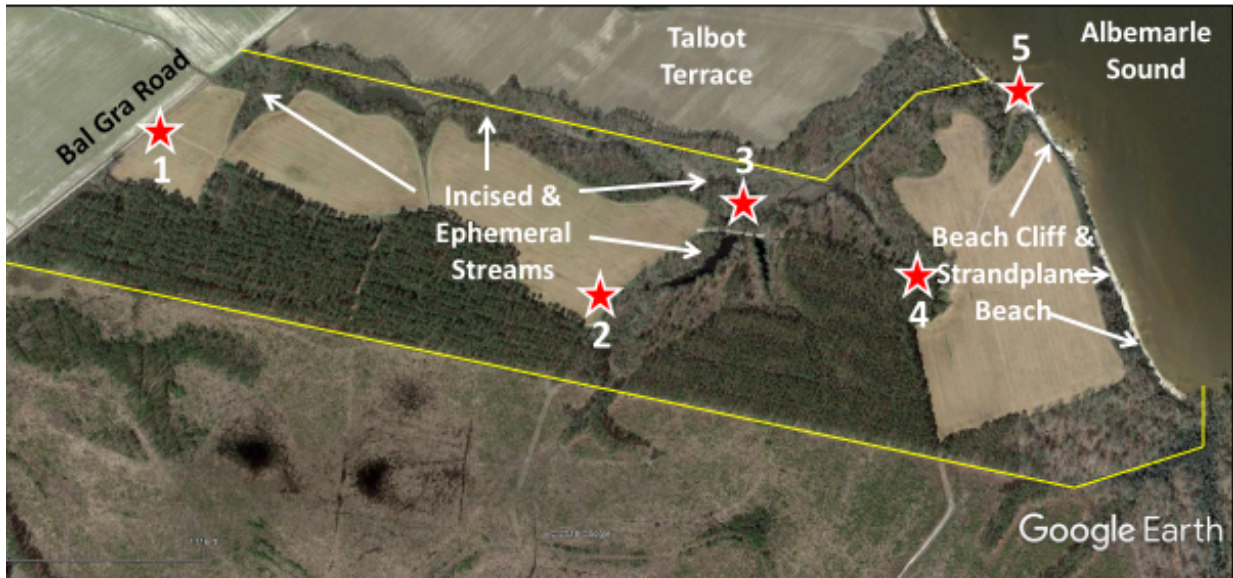 Talbot
Terrace
Albemarle
Sound
5
Bal Gra Road
1
3
Incised &
Ephemeral
Streams
2
Beach Cliff &
Strandplane
Beach
4
Google Earth